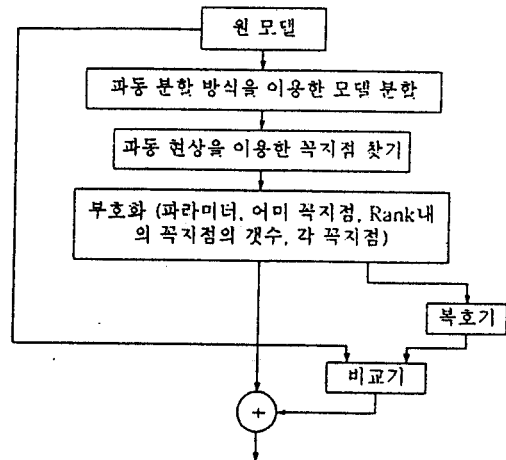 원 모델
파동 분할 방식을 이용한 모델 분할
파동 현상을 이용한 꼭지점 찾기
부호화 (파라미터, 어미 꼭지점, Rank내
의 꼭지점의 갯수, 각 꼭지점)
복호기
비교기
+